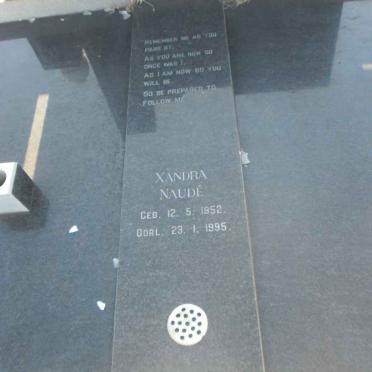 REMEMBER ME AS YOU
PASS BY,
AS YOU ARE NOW SO
ONCE WAS I,
AS I AM NOW SO YOU
WILL BE.
SO BE PREPARED TO
FOLLOW ME
XANDRA
NAUDÉ
GEB. 12. 5. 1952.
OORL. 23. 1. 1995.